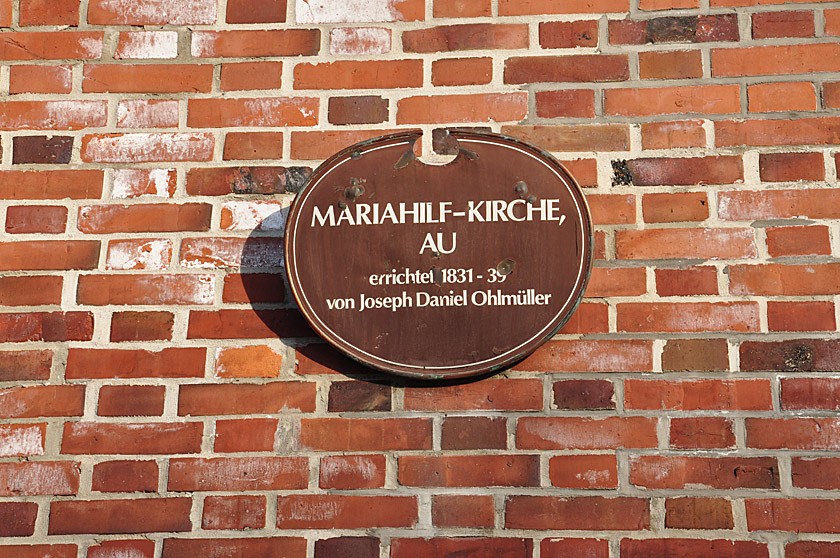 MARIAHILF-KIRCHE,
AU
errichtet 1831 - 39
von Joseph Daniel Ohlmüller